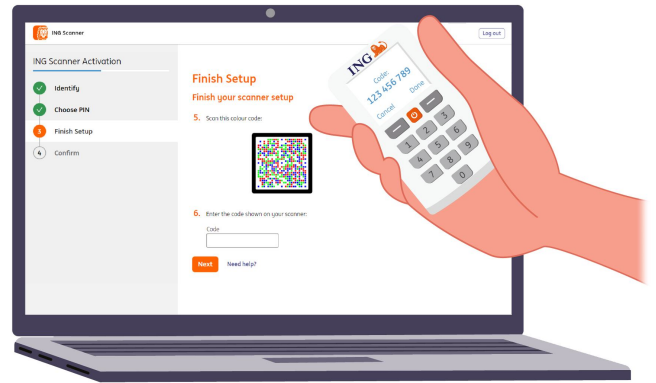 ING Scanner
Log out
ING Scanner Activation
Identify
Choose PIN
3 Finish Setup
4 Confirm
Finish Setup
Finish your scanner setup
5. Scan this colour code:
6. Enter the code shown on your scanner:
Code
Next Need help?
ING
Code:
123 456 789
Cancel Done
1 2 3
4 5 6
7 8 9
0